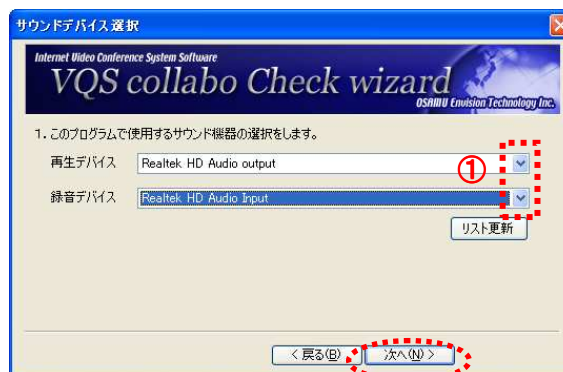 サウンドデバイス選択
Internet Video Conference System Software
VQS collabo Check wizard
OSAMU Envision Technology Inc.
1. このプログラムで使用するサウンド機器の選択をします。
再生デバイス Realtek HD Audio output
①
録音デバイス Realtek HD Audio Input
リスト更新
< 戻る(B) 次へ(N) >